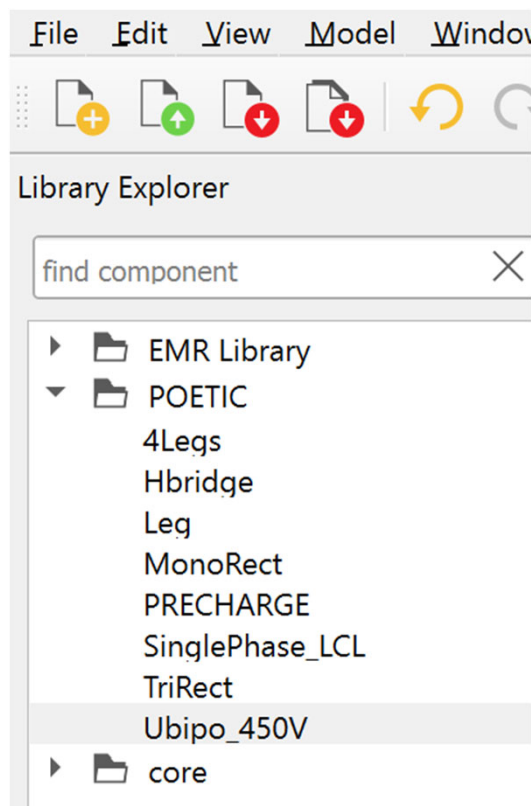 File Edit View Model Window
Library Explorer
find component
EMR Library
POETIC
4Legs
Hbridge
Leg
MonoRect
PRECHARGE
SinglePhase_LCL
TriRect
Ubipo_450V
core